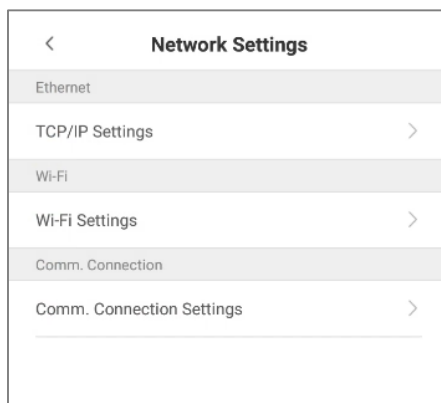 Network Settings
Ethernet
TCP/IP Settings
Wi-Fi
Wi-Fi Settings
Comm. Connection
Comm. Connection Settings